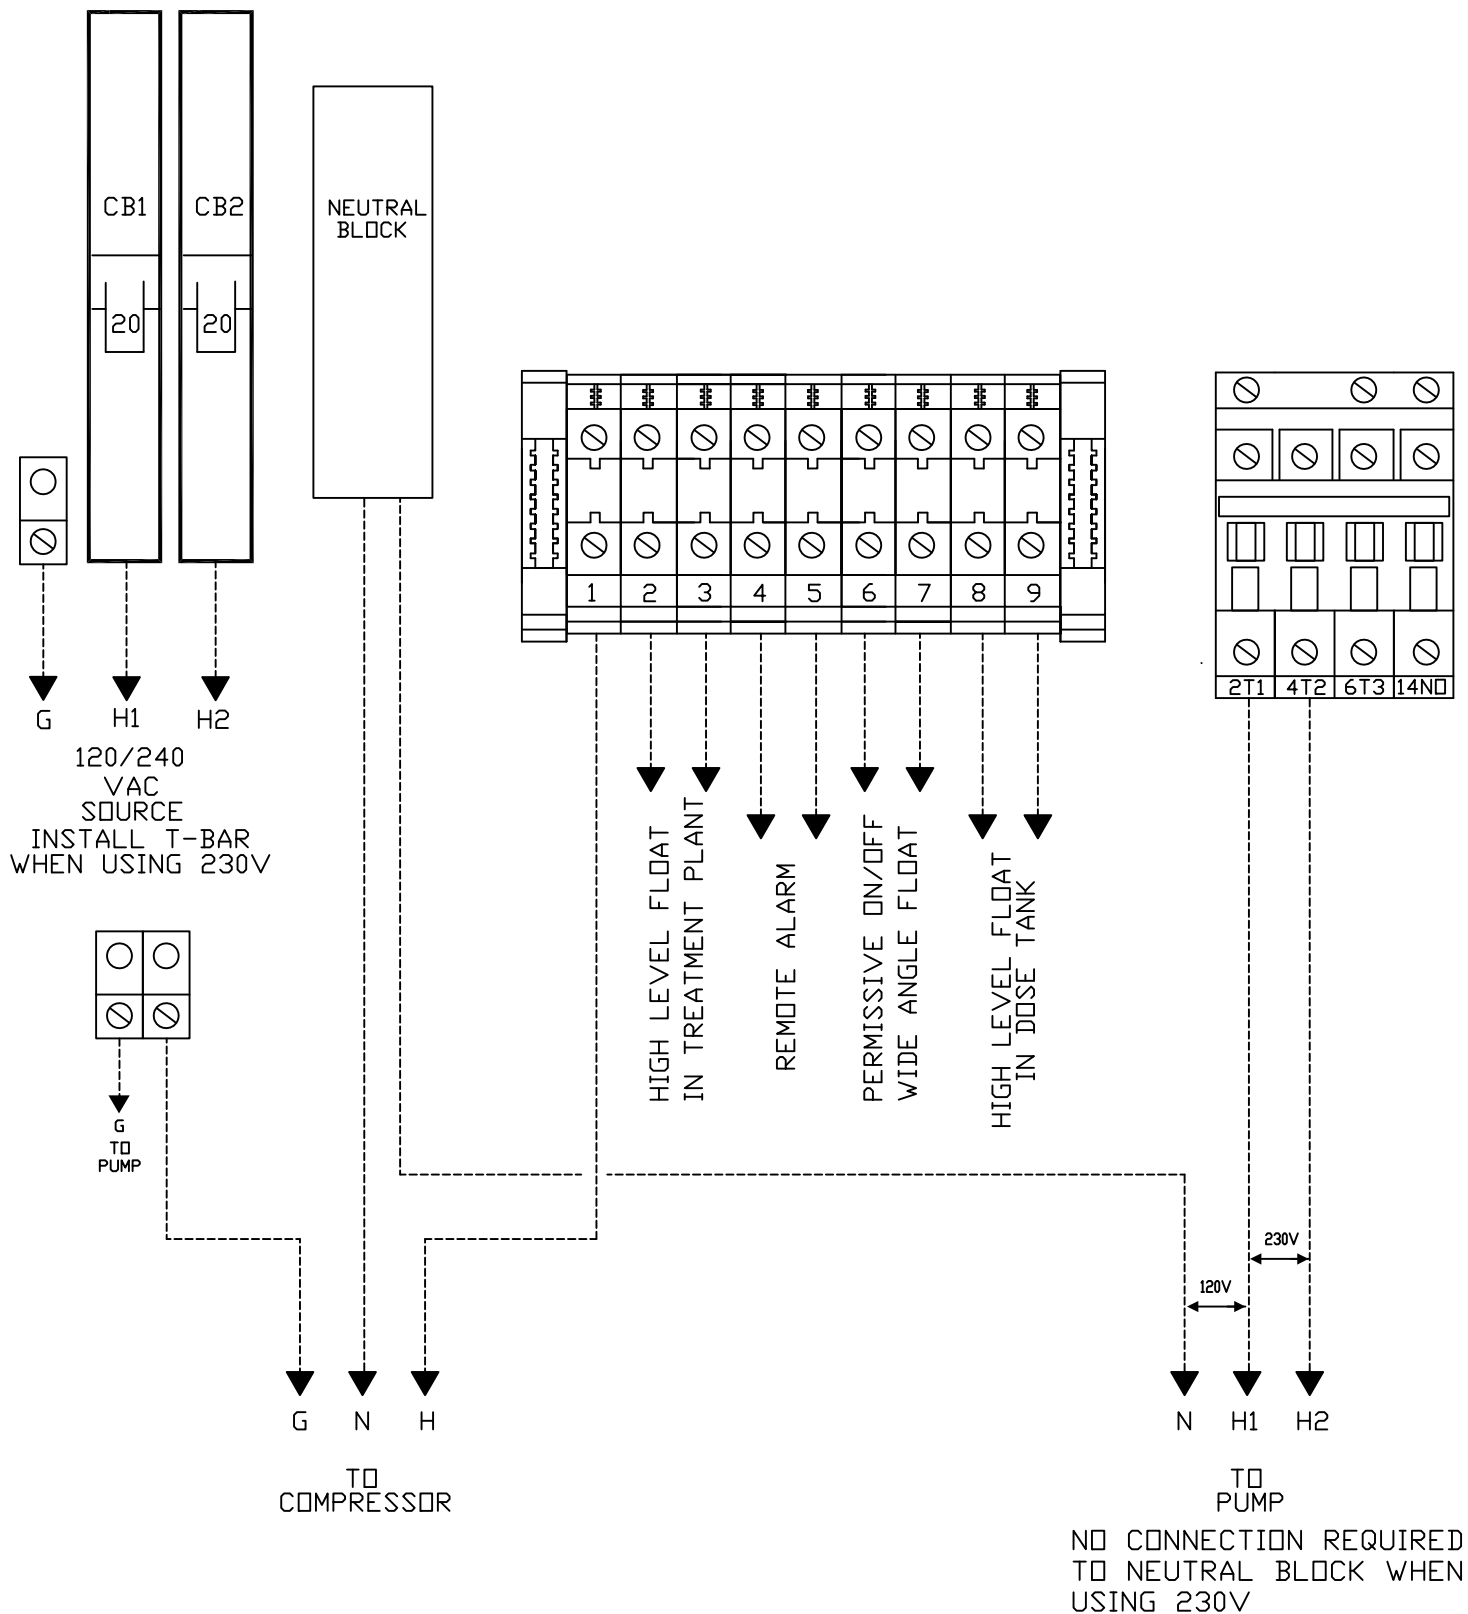 CB1
CB2
NEUTRAL
BLOCK
20
20
1 2 3 4 5 6 7 8 9
2T1 4T2 6T3 14NO
G
H1
H2
120/240
VAC
SOURCE
INSTALL T-BAR
WHEN USING 230V
HIGH LEVEL FLOAT
IN TREATMENT PLANT
REMOTE ALARM
PERMISSIVE ON/OFF
WIDE ANGLE FLOAT
HIGH LEVEL FLOAT
IN DOSE TANK
G
TO
PUMP
230V
120V
G N H
TO
COMPRESSOR
N H1 H2
TO
PUMP
NO CONNECTION REQUIRED
TO NEUTRAL BLOCK WHEN
USING 230V